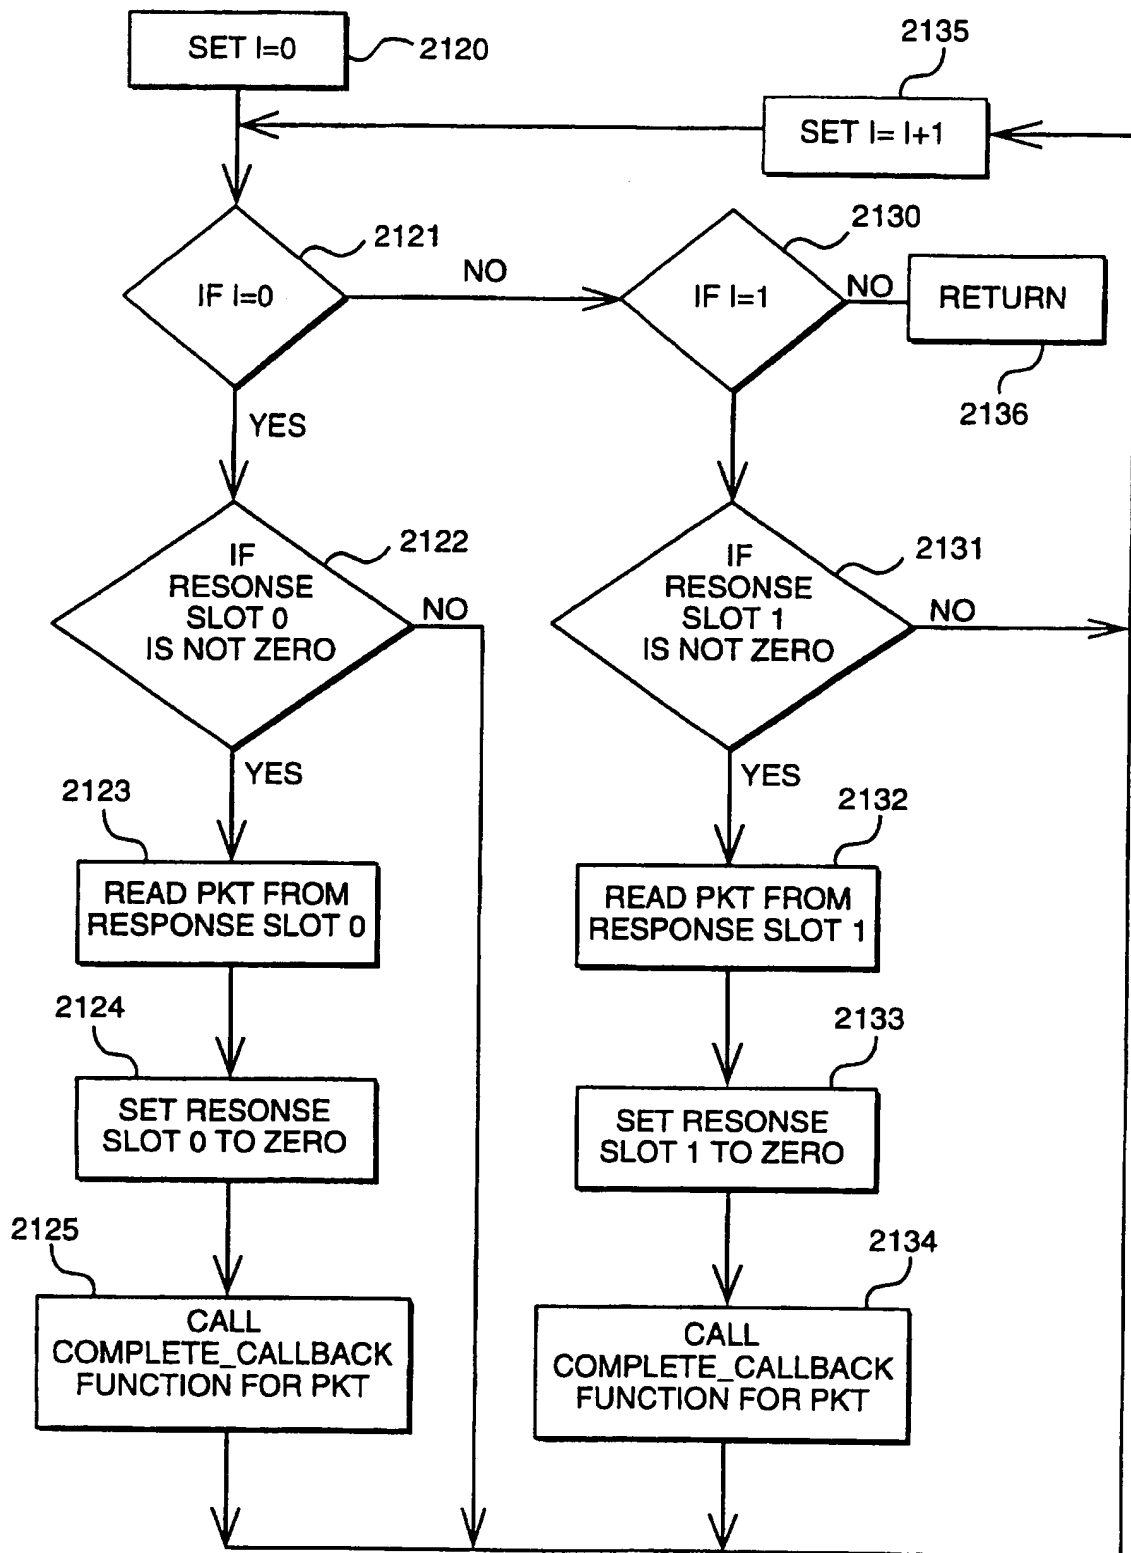 SET I=0
2120
2135
SET I= I+1
2121
IF I=0
NO
2130
IF I=1
NO
RETURN
2136
YES
2122
IF
RESONSE
SLOT 0
IS NOT ZERO
NO
2131
IF
RESONSE
SLOT 1
IS NOT ZERO
NO
YES
YES
2123
READ PKT FROM
RESPONSE SLOT 0
2132
READ PKT FROM
RESPONSE SLOT 1
2124
SET RESONSE
SLOT 0 TO ZERO
2133
SET RESONSE
SLOT 1 TO ZERO
2125
CALL
COMPLETE_CALLBACK
FUNCTION FOR PKT
2134
CALL
COMPLETE_CALLBACK
FUNCTION FOR PKT